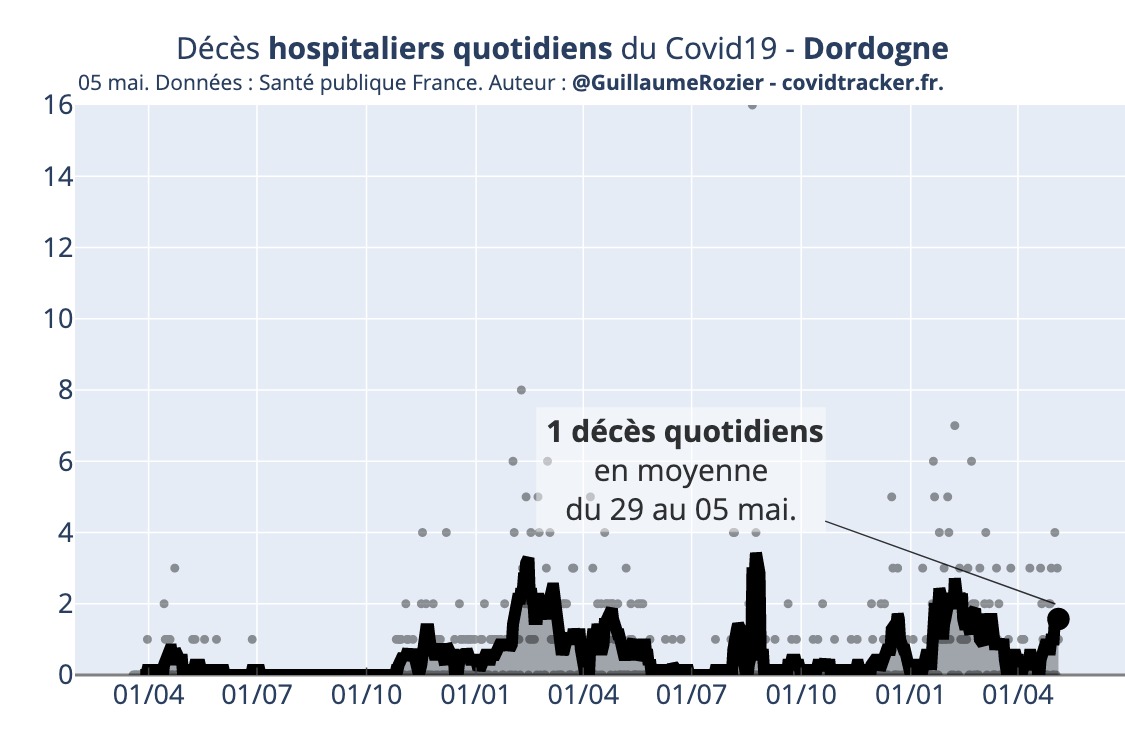 Décès hospitaliers quotidiens du Covid19 - Dordogne
05 mai. Données : Santé publique France. Auteur : @GuillaumeRozier - covidtracker.fr.
16
14
12
10
8
1 décès quotidiens
6
en moyenne
du 29 au 05 mai.
4
2
0
01/04 01/07 01/10 01/01 01/04 01/07 01/10 01/01 01/04